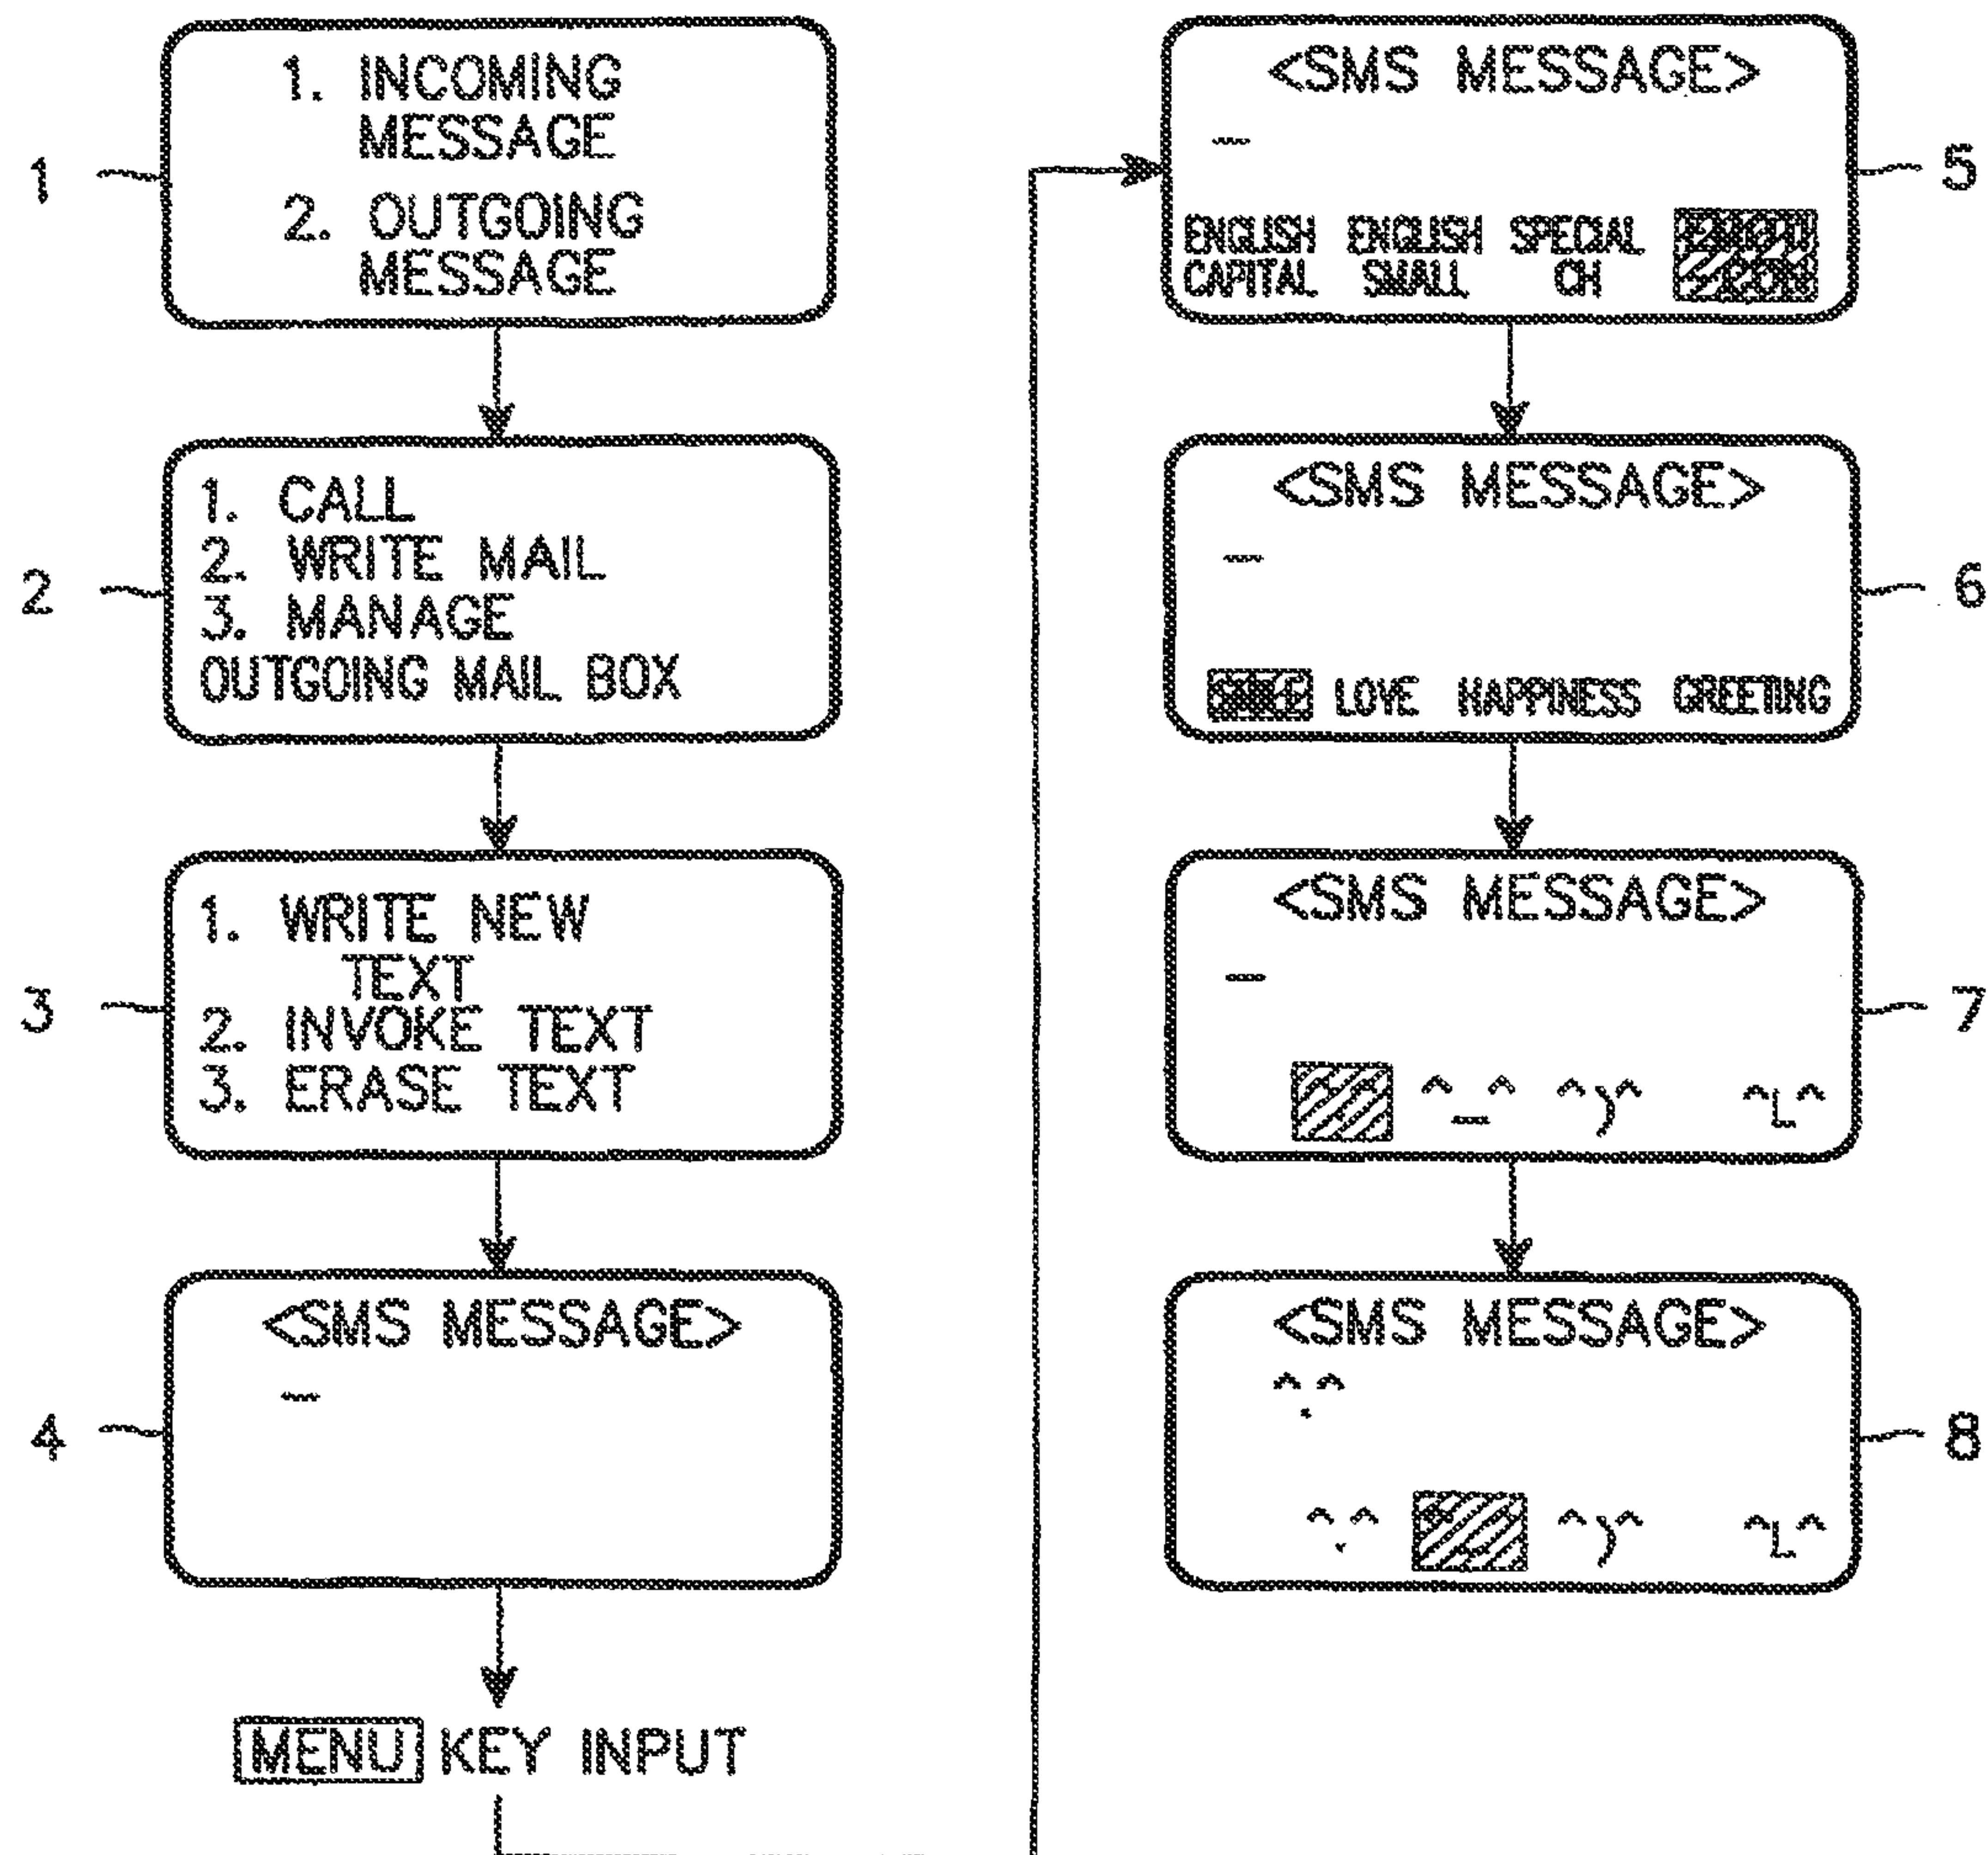 1
1. INCOMING
MESSAGE
2. OUTGOING
MESSAGE
2
1. CALL
2. WRITE MAIL
3. MANAGE
OUTGOING MAIL BOX
3
1. WRITE NEW
TEXT
2. INVOKE TEXT
3. ERASE TEXT
4
<SMS MESSAGE>
_
MENU KEY INPUT
5
<SMS MESSAGE>
_
ENGLISH ENGLISH SPECIAL
CAPITAL SMALL CH
6
<SMS MESSAGE>
_
LOVE HAPPINESS GREETING
7
<SMS MESSAGE>
_
^_^ ^)^ ^L^
8
<SMS MESSAGE>
^.^
^.^ ^)^ ^L^